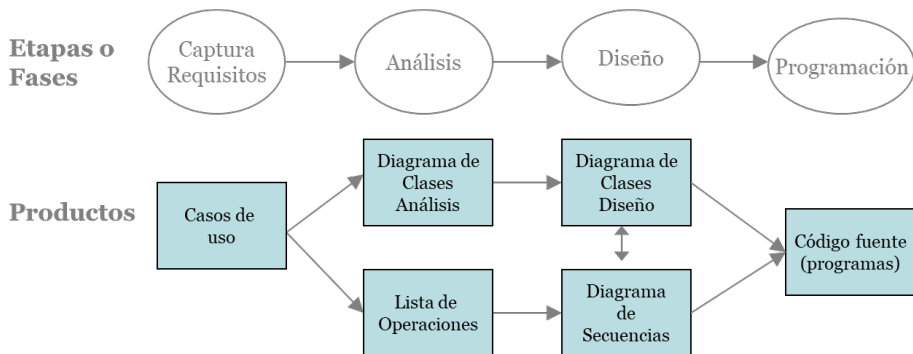 Etapas o
Fases
Captura
Requisitos
Análisis
Diseño
Programación
Productos
Casos de
uso
Diagrama de
Clases
Análisis
Diagrama de
Clases
Diseño
Lista de
Operaciones
Diagrama
de
Secuencias
Código fuente
(programas)